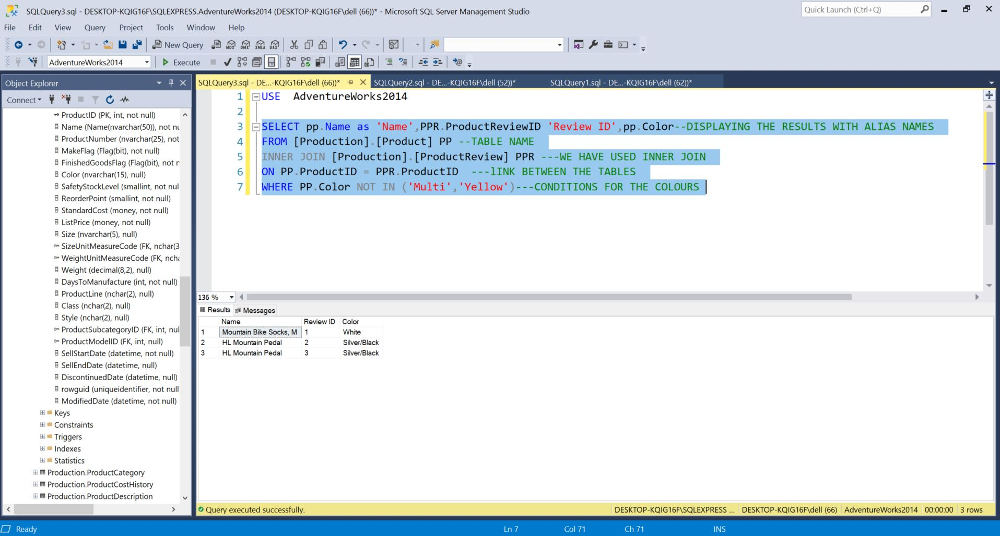 SQLQuery3.sql - DESKTOP-KQIG16F\SQLEXPRESS.AdventureWorks2014 (DESKTOP-KQIG16F\dell (66))* - Microsoft SQL Server Management Studio
Quick Launch (Ctrl+Q)
File Edit View Query Project Tools Window Help
New Query MDX DMX XMLA DAX
AdventureWorks2014 Execute
Object Explorer
SQLQuery3.sql - DE...-KQIG16F\dell (66))* SQLQuery2.sql - DE...-KQIG16F\dell (52))* SQLQuery1.sql - DE...-KQIG16F\dell (62))*
Connect
ProductID (PK, int, not null)
Name (Name(nvarchar(50)), not nu
ProductNumber (nvarchar(25), not
MakeFlag (Flag(bit), not null)
FinishedGoodsFlag (Flag(bit), not n
Color (nvarchar(15), null)
SafetyStockLevel (smallint, not nul
ReorderPoint (smallint, not null)
StandardCost (money, not null)
ListPrice (money, not null)
Size (nvarchar(5), null)
SizeUnitMeasureCode (FK, nchar(3
WeightUnitMeasureCode (FK, ncha
Weight (decimal(8,2), null)
DaysToManufacture (int, not null)
ProductLine (nchar(2), null)
Class (nchar(2), null)
Style (nchar(2), null)
ProductSubcategoryID (FK, int, nul
ProductModelID (FK, int, null)
SellStartDate (datetime, not null)
SellEndDate (datetime, null)
DiscontinuedDate (datetime, null)
rowguid (uniqueidentifier, not null
ModifiedDate (datetime, not null)
Keys
Constraints
Triggers
Indexes
Statistics
Production.ProductCategory
Production.ProductCostHistory
Production.ProductDescription
1 USE  AdventureWorks2014
2
3 SELECT pp.Name as 'Name',PPR.ProductReviewID 'Review ID',pp.Color--DISPLAYING THE RESULTS WITH ALIAS NAMES
4 FROM [Production].[Product] PP --TABLE NAME
5 INNER JOIN [Production].[ProductReview] PPR ---WE HAVE USED INNER JOIN
6 ON PP.ProductID = PPR.ProductID  ---lINK BETWEEN THE TABLES
7 WHERE PP.Color NOT IN ('Multi','Yellow')---CONDITIONS FOR THE COLOURS
136 %
Results Messages
Name Review ID Color
1 Mountain Bike Socks, M 1 White
2 HL Mountain Pedal 2 Silver/Black
3 HL Mountain Pedal 3 Silver/Black
Query executed successfully. DESKTOP-KQIG16F\SQLEXPRESS ... DESKTOP-KQIG16F\dell (66) AdventureWorks2014 00:00:00 3 rows
Ready Ln 7 Col 71 Ch 71 INS